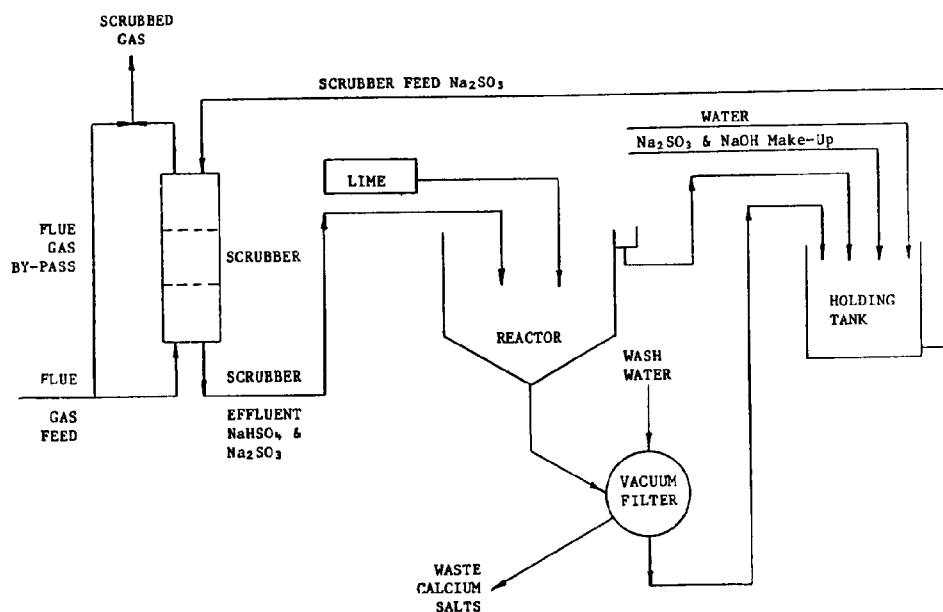 SCRUBBED
GAS
SCRUBBER FEED Na₂SO₃
WATER
Na₂SO₃ & NaOH Make-Up
LIME
FLUE
GAS
BY-PASS
SCRUBBER
HOLDING
TANK
REACTOR
WASH
WATER
FLUE
GAS
FEED
SCRUBBER
EFFLUENT
NaHSO₄ &
Na₂SO₃
VACUUM
FILTER
WASTE
CALCIUM
SALTS